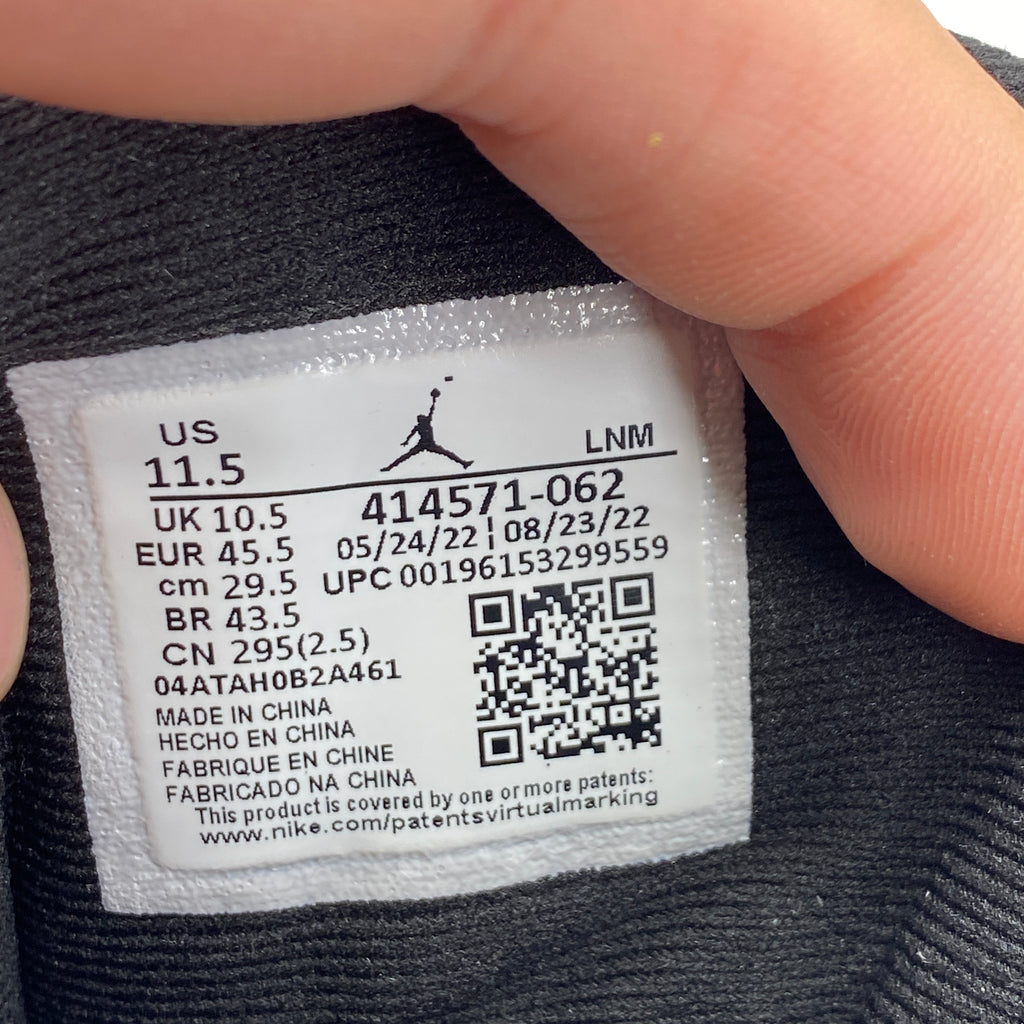 US
11.5
LNM
UK 10.5
414571-062
EUR 45.5
05/24/22 ¦ 08/23/22
cm 29.5
UPC 00196153299559
BR 43.5
CN 295(2.5)
04ATAH0B2A461
MADE IN CHINA
HECHO EN CHINA
FABRIQUE EN CHINE
FABRICADO NA CHINA
This product is covered by one or more patents:
www.nike.com/patentsvirtualmarking